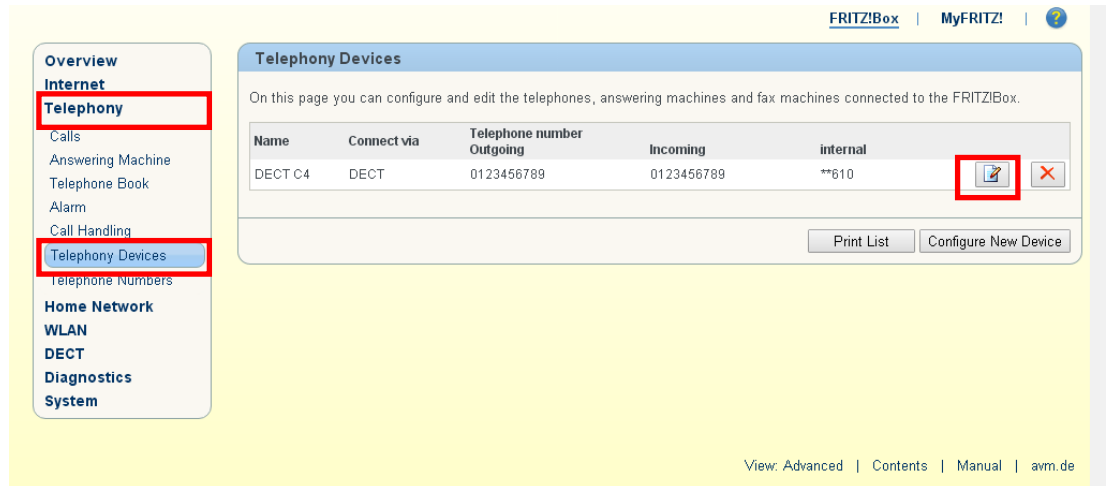 FRITZ!Box | MyFRITZ! | ?
Overview
Internet
Telephony
Calls
Answering Machine
Telephone Book
Alarm
Call Handling
Telephony Devices
Telephone Numbers
Home Network
WLAN
DECT
Diagnostics
System
Telephony Devices
On this page you can configure and edit the telephones, answering machines and fax machines connected to the FRITZ!Box.
Name Connect via Telephone number
Outgoing Incoming internal
DECT C4 DECT 0123456789 0123456789 **610
Print List Configure New Device
View: Advanced | Contents | Manual | avm.de